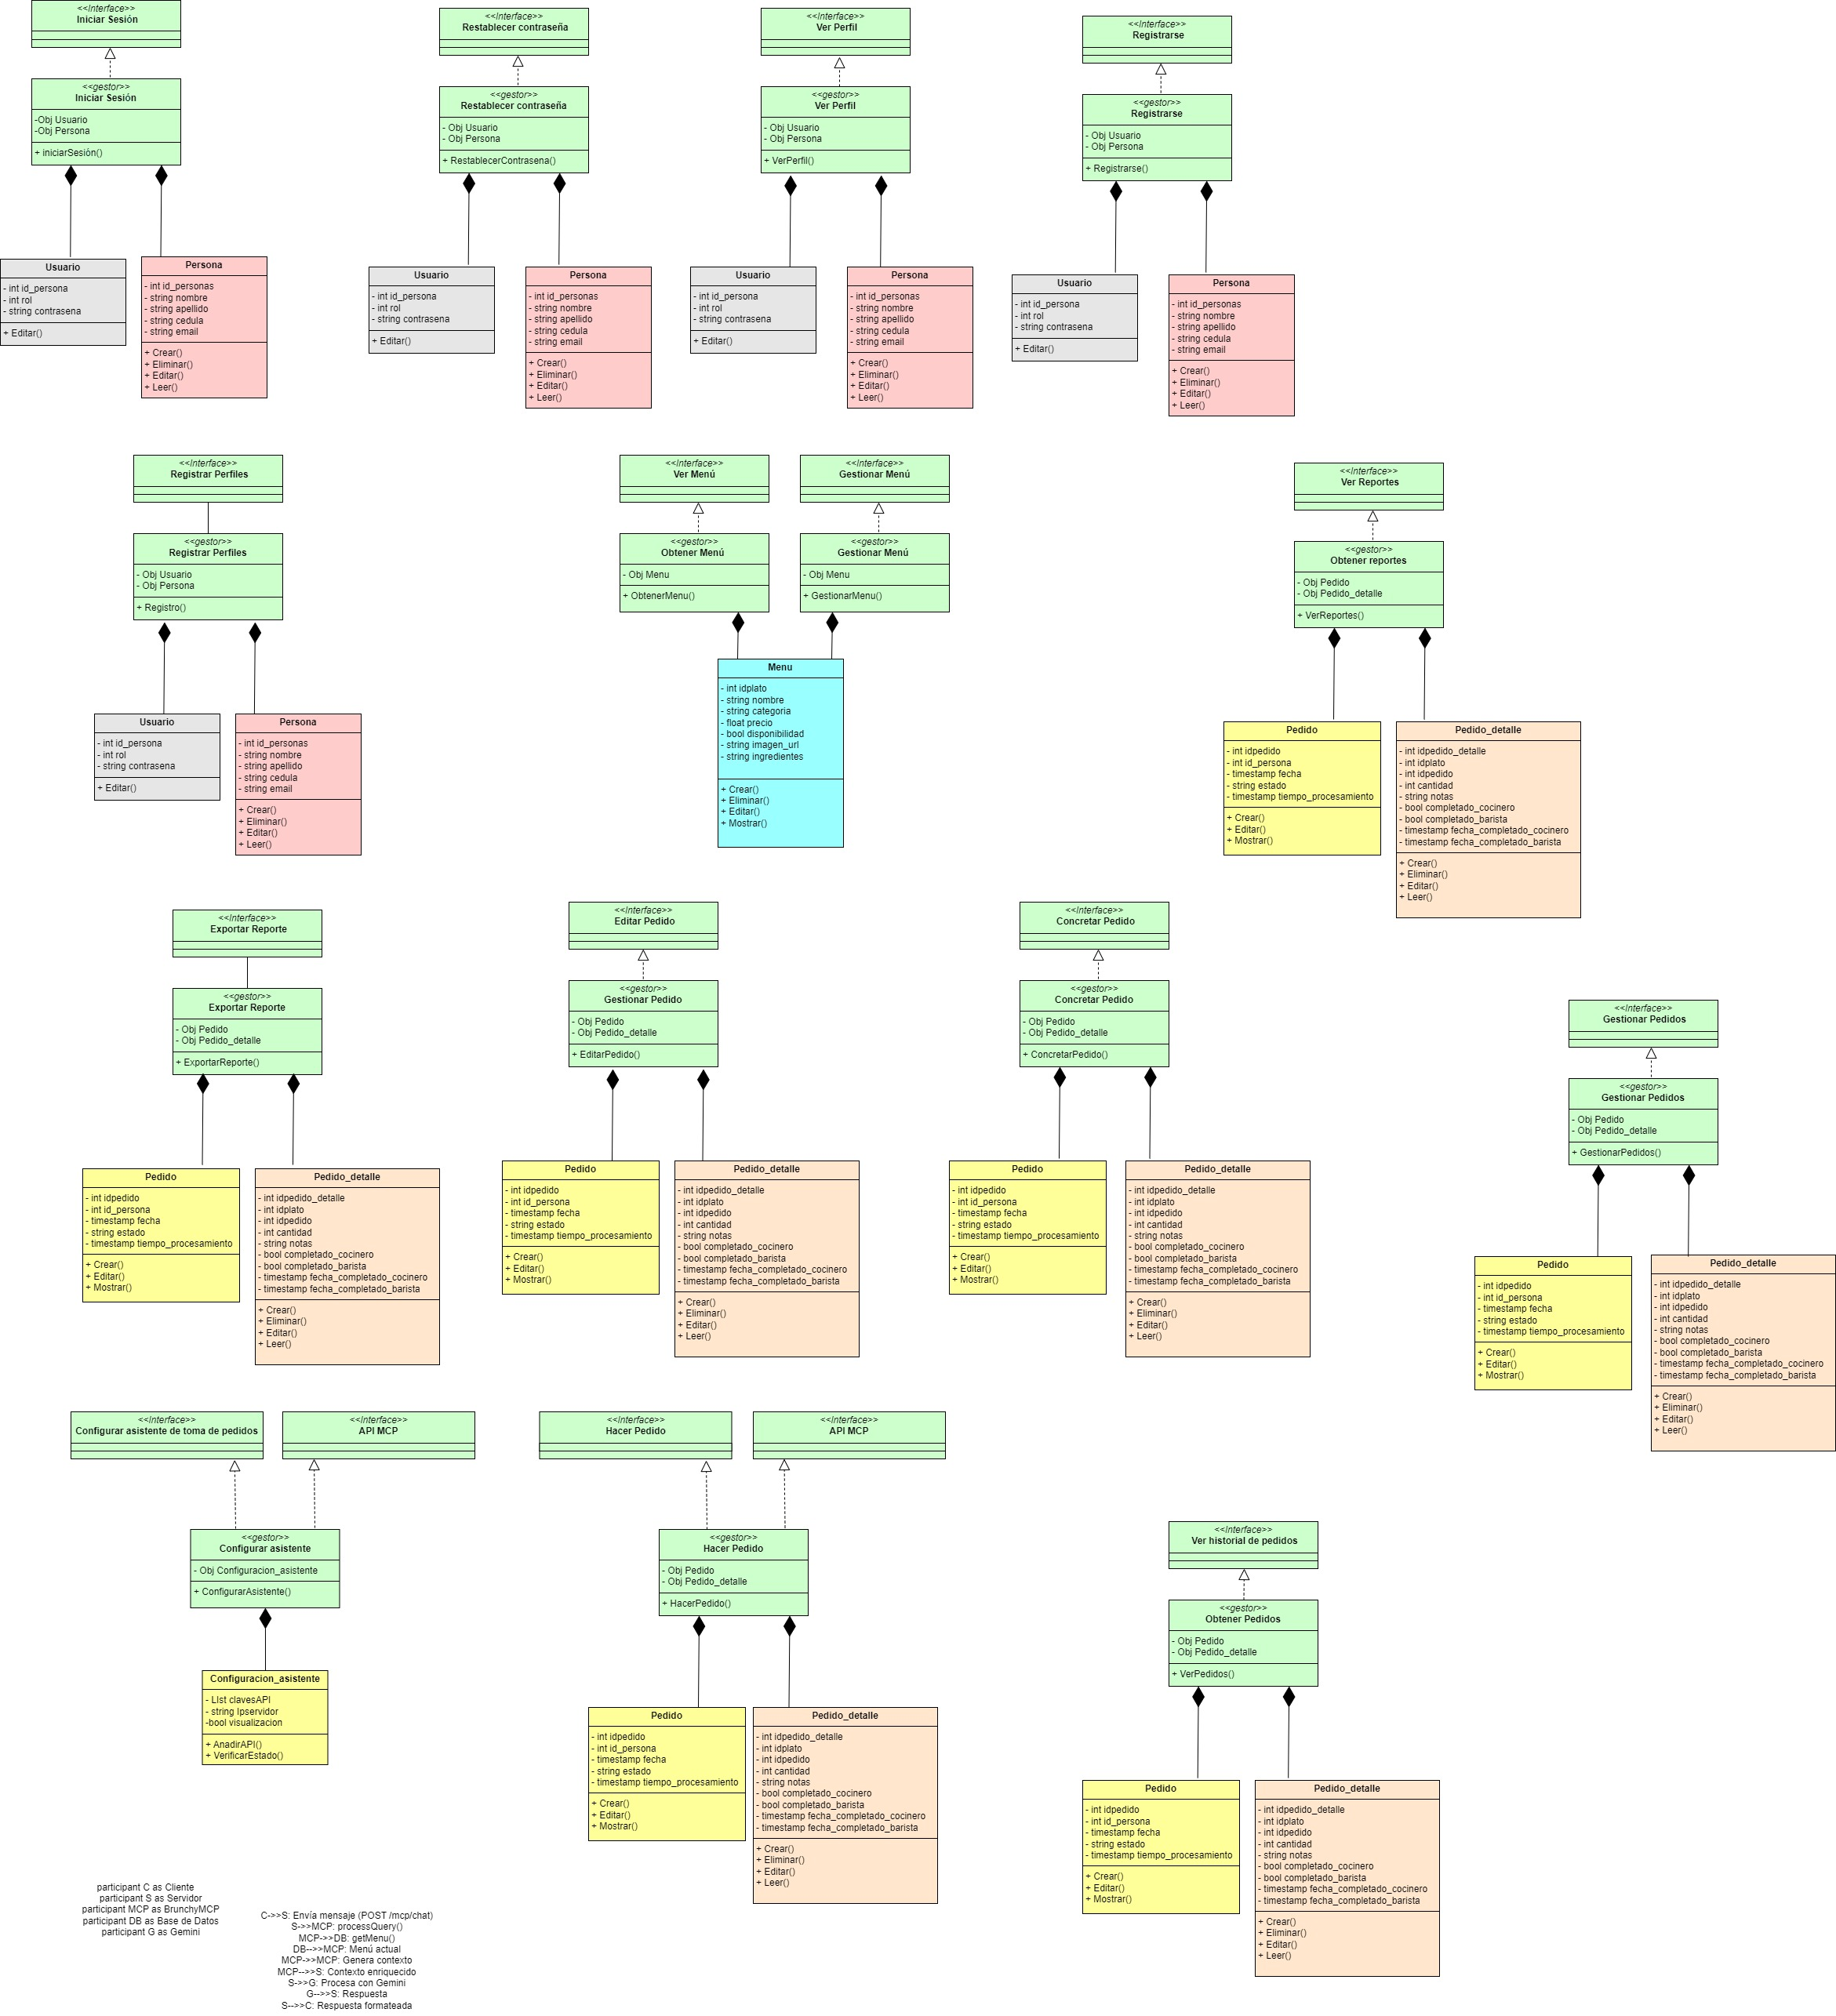 <<Interface>>
Iniciar Sesión
<<gestor>>
Iniciar Sesión
-Obj Usuario
-Obj Persona
+ iniciarSesión()
Usuario
- int id_persona
- int rol
- string contrasena
+ Editar()
Persona
- int id_personas
- string nombre
- string apellido
- string cedula
- string email
+ Crear()
+ Eliminar()
+ Editar()
+ Leer()
<<Interface>>
Restablecer contraseña
<<gestor>>
Restablecer contraseña
- Obj Usuario
- Obj Persona
+ RestablecerContrasena()
Usuario
- int id_persona
- int rol
- string contrasena
+ Editar()
Persona
- int id_personas
- string nombre
- string apellido
- string cedula
- string email
+ Crear()
+ Eliminar()
+ Editar()
+ Leer()
<<Interface>>
Ver Perfil
<<gestor>>
Ver Perfil
- Obj Usuario
- Obj Persona
+ VerPerfil()
Usuario
- int id_persona
- int rol
- string contrasena
+ Editar()
Persona
- int id_personas
- string nombre
- string apellido
- string cedula
- string email
+ Crear()
+ Eliminar()
+ Editar()
+ Leer()
<<Interface>>
Registrarse
<<gestor>>
Registrarse
- Obj Usuario
- Obj Persona
+ Registrarse()
Usuario
- int id_persona
- int rol
- string contrasena
+ Editar()
Persona
- int id_personas
- string nombre
- string apellido
- string cedula
- string email
+ Crear()
+ Eliminar()
+ Editar()
+ Leer()
<<Interface>>
Registrar Perfiles
<<gestor>>
Registrar Perfiles
- Obj Usuario
- Obj Persona
+ Registro()
Usuario
- int id_persona
- int rol
- string contrasena
+ Editar()
Persona
- int id_personas
- string nombre
- string apellido
- string cedula
- string email
+ Crear()
+ Eliminar()
+ Editar()
+ Leer()
<<Interface>>
Ver Menú
<<gestor>>
Obtener Menú
- Obj Menu
+ ObtenerMenu()
<<Interface>>
Gestionar Menú
<<gestor>>
Gestionar Menú
- Obj Menu
+ GestionarMenu()
Menu
- int idplato
- string nombre
- string categoria
- float precio
- bool disponibilidad
- string imagen_url
- string ingredientes
+ Crear()
+ Eliminar()
+ Editar()
+ Mostrar()
<<Interface>>
Ver Reportes
<<gestor>>
Obtener reportes
- Obj Pedido
- Obj Pedido_detalle
+ VerReportes()
Pedido
- int idpedido
- int id_persona
- timestamp fecha
- string estado
- timestamp tiempo_procesamiento
+ Crear()
+ Editar()
+ Mostrar()
Pedido_detalle
- int idpedido_detalle
- int idplato
- int idpedido
- int cantidad
- string notas
- bool completado_cocinero
- bool completado_barista
- timestamp fecha_completado_cocinero
- timestamp fecha_completado_barista
+ Crear()
+ Eliminar()
+ Editar()
+ Leer()
<<Interface>>
Exportar Reporte
<<gestor>>
Exportar Reporte
- Obj Pedido
- Obj Pedido_detalle
+ ExportarReporte()
Pedido
- int idpedido
- int id_persona
- timestamp fecha
- string estado
- timestamp tiempo_procesamiento
+ Crear()
+ Editar()
+ Mostrar()
Pedido_detalle
- int idpedido_detalle
- int idplato
- int idpedido
- int cantidad
- string notas
- bool completado_cocinero
- bool completado_barista
- timestamp fecha_completado_cocinero
- timestamp fecha_completado_barista
+ Crear()
+ Eliminar()
+ Editar()
+ Leer()
<<Interface>>
Editar Pedido
<<gestor>>
Gestionar Pedido
- Obj Pedido
- Obj Pedido_detalle
+ EditarPedido()
Pedido
- int idpedido
- int id_persona
- timestamp fecha
- string estado
- timestamp tiempo_procesamiento
+ Crear()
+ Editar()
+ Mostrar()
Pedido_detalle
- int idpedido_detalle
- int idplato
- int idpedido
- int cantidad
- string notas
- bool completado_cocinero
- bool completado_barista
- timestamp fecha_completado_cocinero
- timestamp fecha_completado_barista
+ Crear()
+ Eliminar()
+ Editar()
+ Leer()
<<Interface>>
Concretar Pedido
<<gestor>>
Concretar Pedido
- Obj Pedido
- Obj Pedido_detalle
+ ConcretarPedido()
Pedido
- int idpedido
- int id_persona
- timestamp fecha
- string estado
- timestamp tiempo_procesamiento
+ Crear()
+ Editar()
+ Mostrar()
Pedido_detalle
- int idpedido_detalle
- int idplato
- int idpedido
- int cantidad
- string notas
- bool completado_cocinero
- bool completado_barista
- timestamp fecha_completado_cocinero
- timestamp fecha_completado_barista
+ Crear()
+ Eliminar()
+ Editar()
+ Leer()
<<Interface>>
Gestionar Pedidos
<<gestor>>
Gestionar Pedidos
- Obj Pedido
- Obj Pedido_detalle
+ GestionarPedidos()
Pedido
- int idpedido
- int id_persona
- timestamp fecha
- string estado
- timestamp tiempo_procesamiento
+ Crear()
+ Editar()
+ Mostrar()
Pedido_detalle
- int idpedido_detalle
- int idplato
- int idpedido
- int cantidad
- string notas
- bool completado_cocinero
- bool completado_barista
- timestamp fecha_completado_cocinero
- timestamp fecha_completado_barista
+ Crear()
+ Eliminar()
+ Editar()
+ Leer()
<<Interface>>
Configurar asistente de toma de pedidos
<<Interface>>
API MCP
<<gestor>>
Configurar asistente
- Obj Configuracion_asistente
+ ConfigurarAsistente()
Configuracion_asistente
- LIst clavesAPI
- string Ipservidor
-bool visualizacion
+ AnadirAPI()
+ VerificarEstado()
<<Interface>>
Hacer Pedido
<<Interface>>
API MCP
<<gestor>>
Hacer Pedido
- Obj Pedido
- Obj Pedido_detalle
+ HacerPedido()
Pedido
- int idpedido
- int id_persona
- timestamp fecha
- string estado
- timestamp tiempo_procesamiento
+ Crear()
+ Editar()
+ Mostrar()
Pedido_detalle
- int idpedido_detalle
- int idplato
- int idpedido
- int cantidad
- string notas
- bool completado_cocinero
- bool completado_barista
- timestamp fecha_completado_cocinero
- timestamp fecha_completado_barista
+ Crear()
+ Eliminar()
+ Editar()
+ Leer()
<<Interface>>
Ver historial de pedidos
<<gestor>>
Obtener Pedidos
- Obj Pedido
- Obj Pedido_detalle
+ VerPedidos()
Pedido
- int idpedido
- int id_persona
- timestamp fecha
- string estado
- timestamp tiempo_procesamiento
+ Crear()
+ Editar()
+ Mostrar()
Pedido_detalle
- int idpedido_detalle
- int idplato
- int idpedido
- int cantidad
- string notas
- bool completado_cocinero
- bool completado_barista
- timestamp fecha_completado_cocinero
- timestamp fecha_completado_barista
+ Crear()
+ Eliminar()
+ Editar()
+ Leer()
participant C as Cliente
participant S as Servidor
participant MCP as BrunchyMCP
participant DB as Base de Datos
participant G as Gemini
C->>S: Envía mensaje (POST /mcp/chat)
S->>MCP: processQuery()
MCP->>DB: getMenu()
DB-->>MCP: Menú actual
MCP->>MCP: Genera contexto
MCP-->>S: Contexto enriquecido
S->>G: Procesa con Gemini
G-->>S: Respuesta
S-->>C: Respuesta formateada